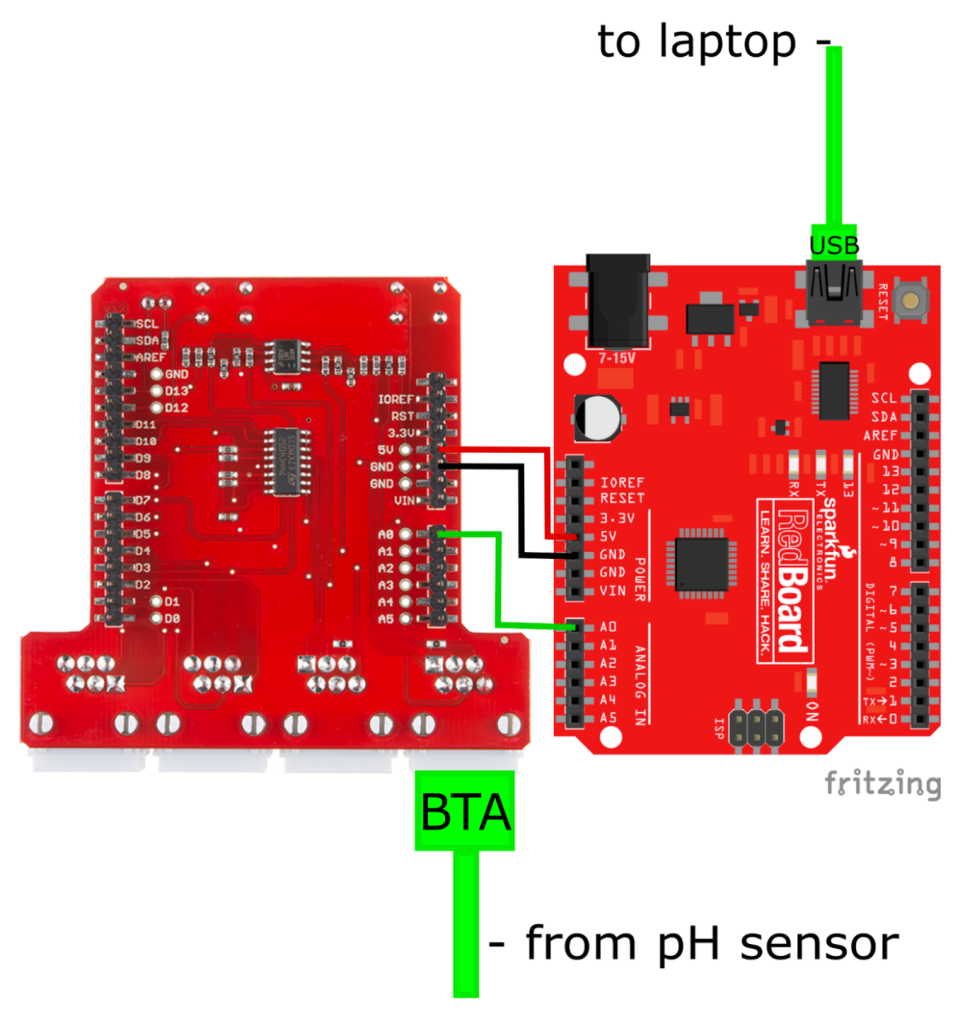 to laptop -
USB
RESET
7-15V
SCL
SDA
AREF
GND
D13
D12
D11
D10
D9
D8
D7
D6
D5
D4
D3
D2
D1
D0
IOREF
RST
3.3V
5V
GND
GND
VIN
A0
A1
A2
A3
A4
A5
IOREF
RESET
3.3V
5V
GND
GND
VIN
POWER
A0
A1
A2
A3
A4
A5
ANALOG IN
RX
TX
13
sparkfun
ELECTRONICS
RedBoard
LEARN. SHARE. HACK.
SCL
SDA
AREF
GND
13
12
~11
~10
~9
8
7
~6
~5
4
~3
2
TX→1
RX←0
DIGITAL (PWM~)
ISP
ON
fritzing
BTA
- from pH sensor